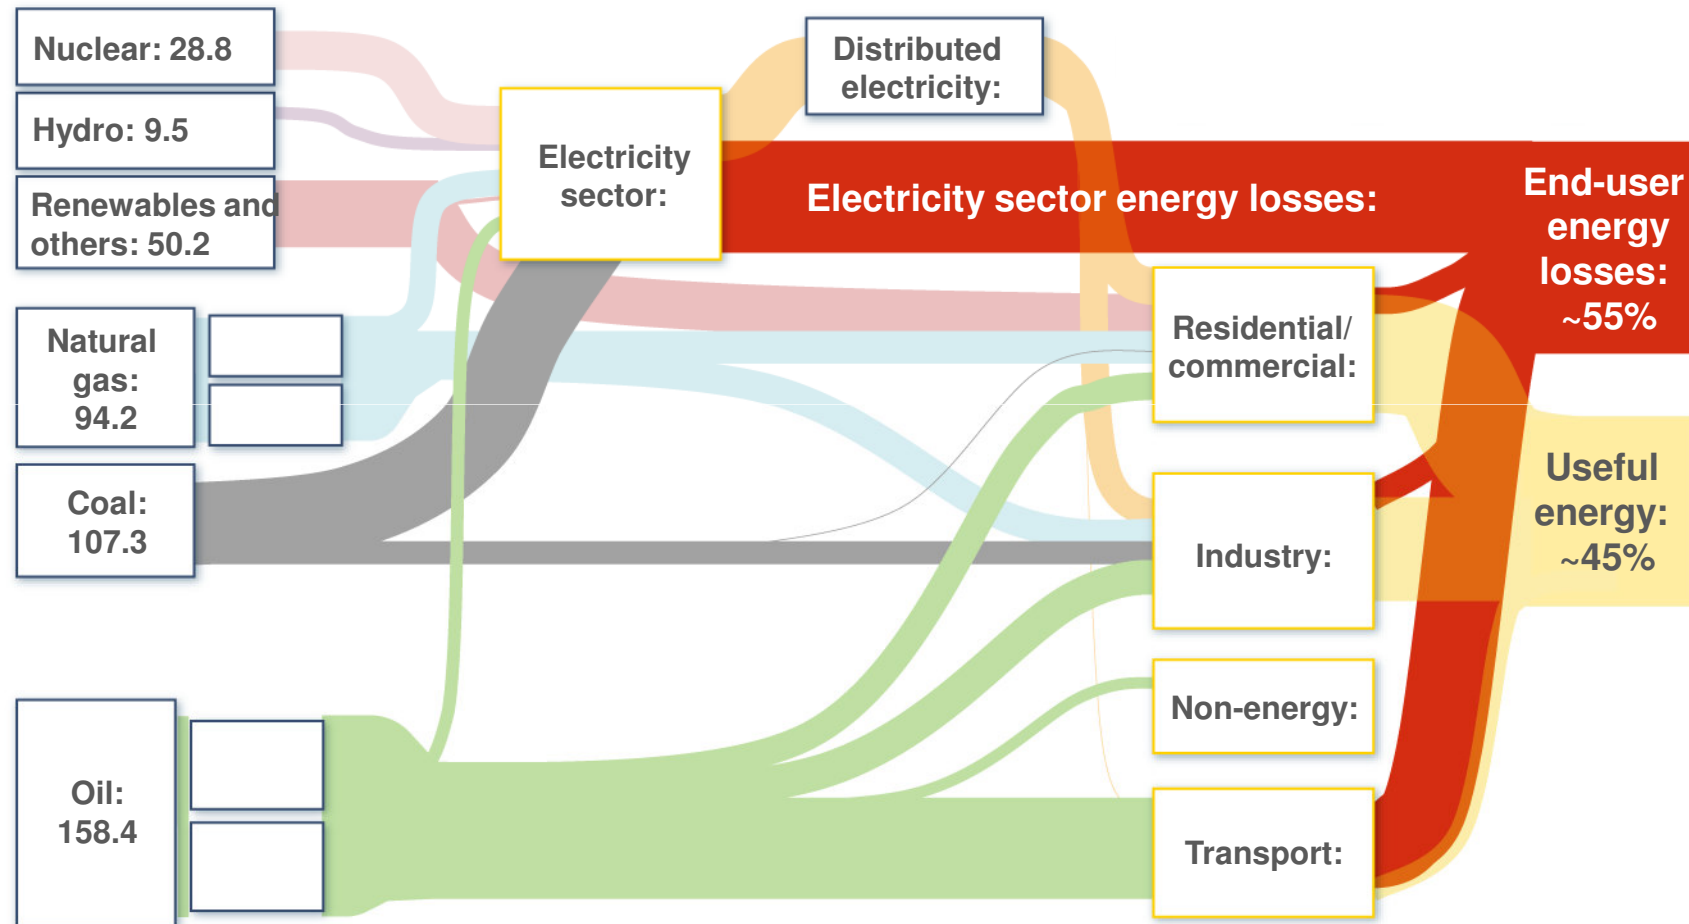 Nuclear: 28.8
Hydro: 9.5
Renewables and
others: 50.2
Natural
gas:
94.2
Coal:
107.3
Oil:
158.4
Electricity
sector:
Distributed
electricity:
Electricity sector energy losses:
Residential/
commercial:
Industry:
Non-energy:
Transport:
End-user
energy
losses:
~55%
Useful
energy:
~45%